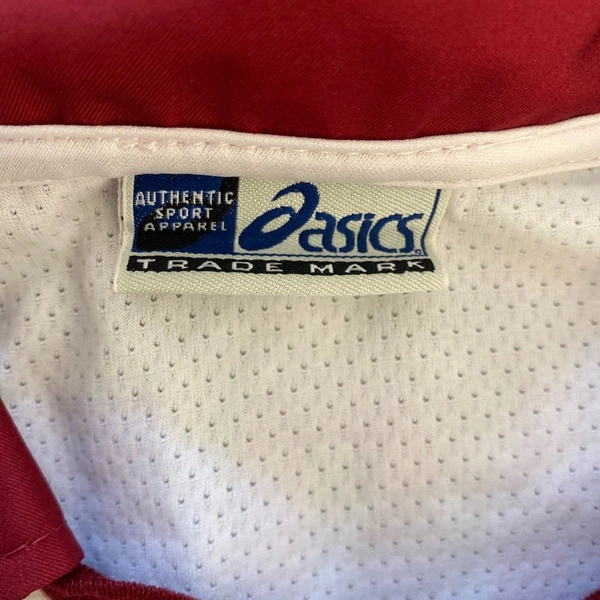 AUTHENTIC
SPORT
APPAREL
asics
TRADE MARK